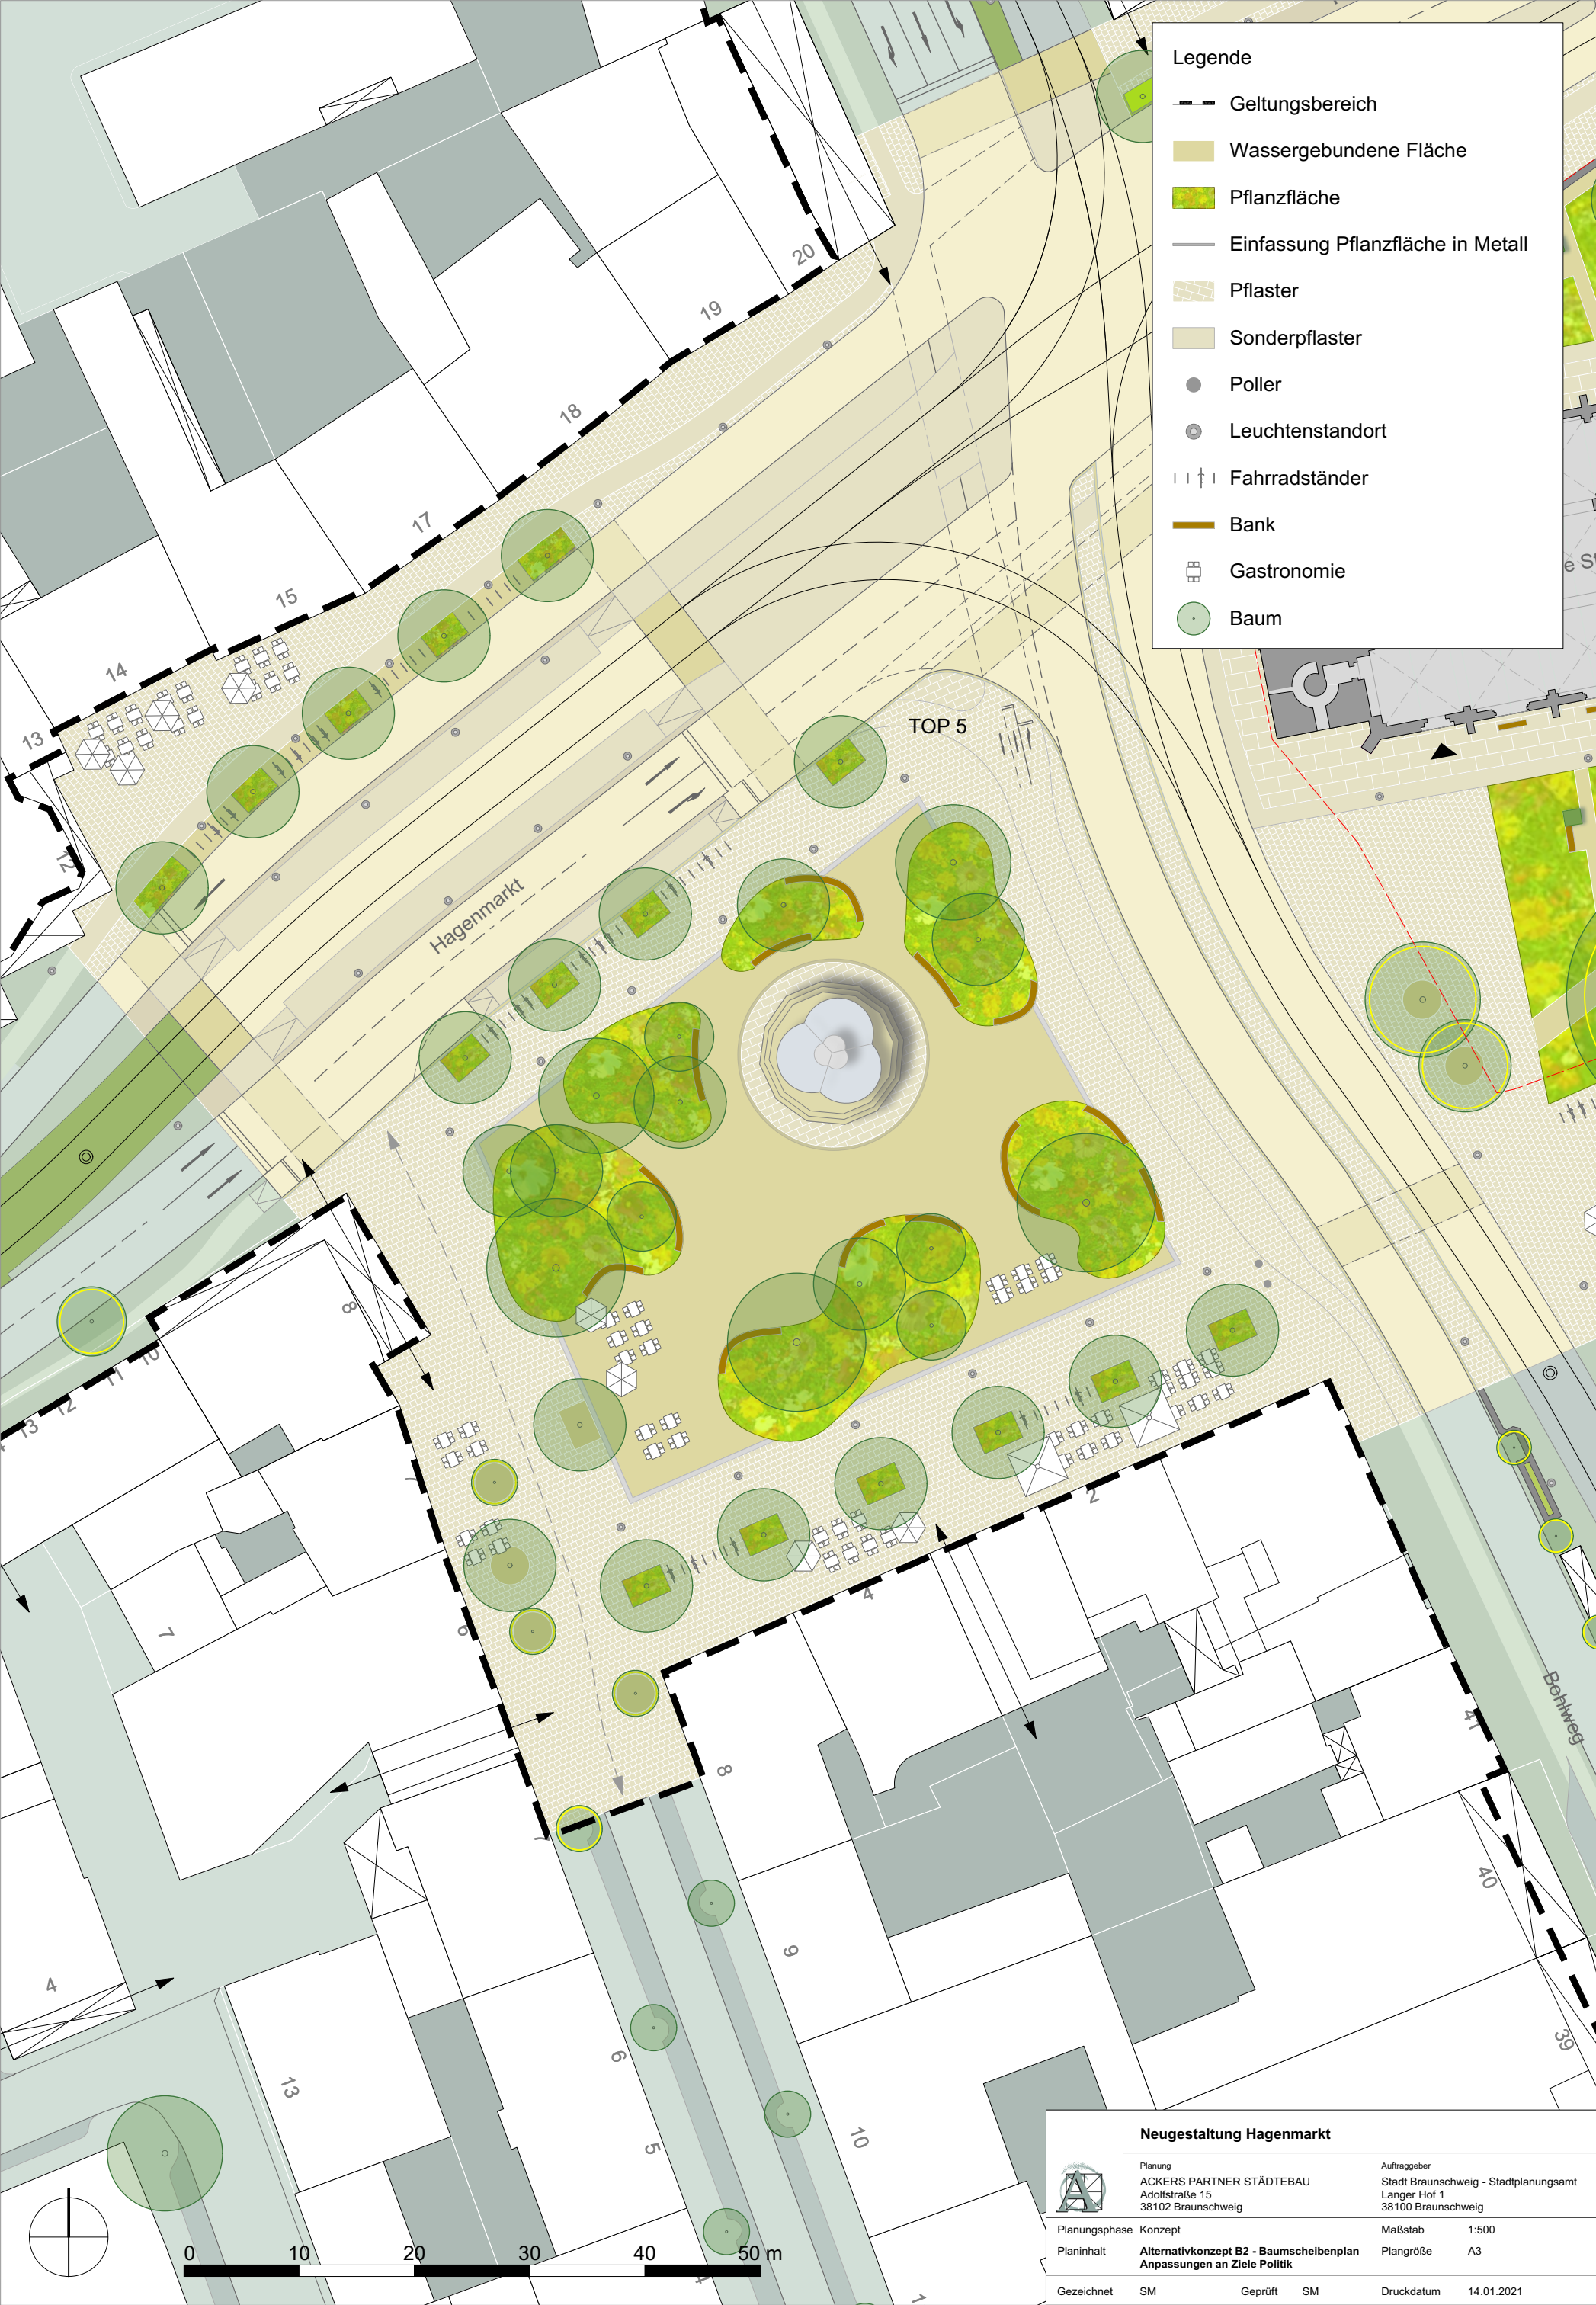 Legende
Geltungsbereich
Wassergebundene Fläche
Pflanzfläche
Einfassung Pflanzfläche in Metall
Pflaster
Sonderpflaster
Poller
Leuchtenstandort
Fahrradständer
Bank
Gastronomie
Baum
20
19
18
17
15
14
13
12
TOP 5
Hagenmarkt
8
10
11
12
13
7
7
6
2
4
8
7
41
Bohlweg
40
39
9
4
13
6
5
10
0 10 20 30 40 50 m
Neugestaltung Hagenmarkt
Planung
ACKERS PARTNER STÄDTEBAU
Adolfstraße 15
38102 Braunschweig
Auftraggeber
Stadt Braunschweig - Stadtplanungsamt
Langer Hof 1
38100 Braunschweig
Planungsphase Konzept
Maßstab 1:500
Planinhalt Alternativkonzept B2 - Baumscheibenplan
Anpassungen an Ziele Politik
Plangröße A3
Gezeichnet SM Geprüft SM Druckdatum 14.01.2021